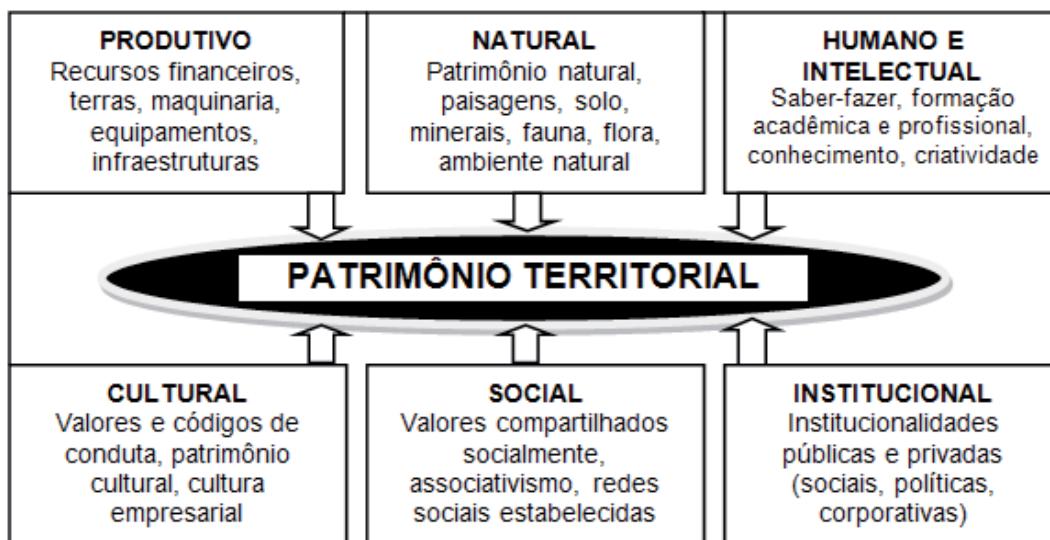 PRODUTIVO
Recursos financeiros,
terras, maquinaria,
equipamentos,
infraestruturas
NATURAL
Patrimônio natural,
paisagens, solo,
minerais, fauna, flora,
ambiente natural
HUMANO E
INTELECTUAL
Saber-fazer, formação
acadêmica e profissional,
conhecimento, criatividade
PATRIMÔNIO TERRITORIAL
CULTURAL
Valores e códigos de
conduta, patrimônio
cultural, cultura
empresarial
SOCIAL
Valores compartilhados
socialmente,
associativismo, redes
sociais estabelecidas
INSTITUCIONAL
Institucionalidades
públicas e privadas
(sociais, políticas,
corporativas)